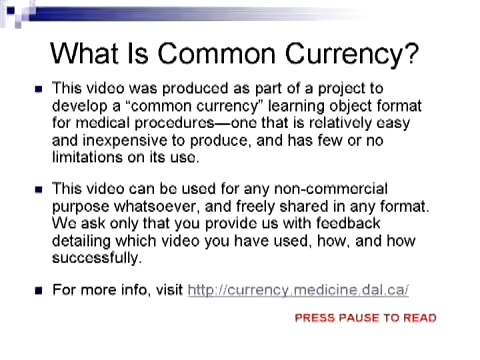 What Is Common Currency?
This video was produced as part of a project to
develop a “common currency” learning object format
for medical procedures—one that is relatively easy
and inexpensive to produce, and has few or no
limitations on its use.
This video can be used for any non-commercial
purpose whatsoever, and freely shared in any format.
We ask only that you provide us with feedback
detailing which video you have used, how, and how
successfully.
For more info, visit http://currency.medicine.dal.ca/
PRESS PAUSE TO READ